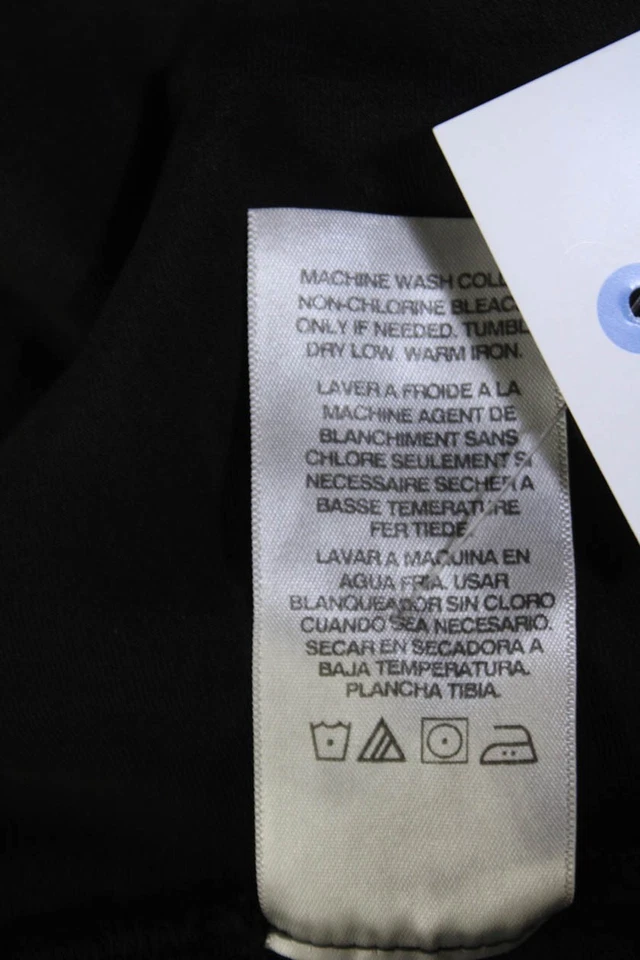 MACHINE WASH COLD
NON-CHLORINE BLEACH
ONLY IF NEEDED. TUMBL
DRY LOW. WARM IRON.
LAVER A FROIDE A LA
MACHINE AGENT DE
BLANCHIMENT SANS
CHLORE SEULEMENT SI
NECESSAIRE SECHER A
BASSE TEMERATURE
FER TIEDE
LAVAR A MAQUINA EN
AGUA FRIA. USAR
BLANQUEADOR SIN CLORO
CUANDO SEA NECESARIO.
SECAR EN SECADORA A
BAJA TEMPERATURA.
PLANCHA TIBIA.